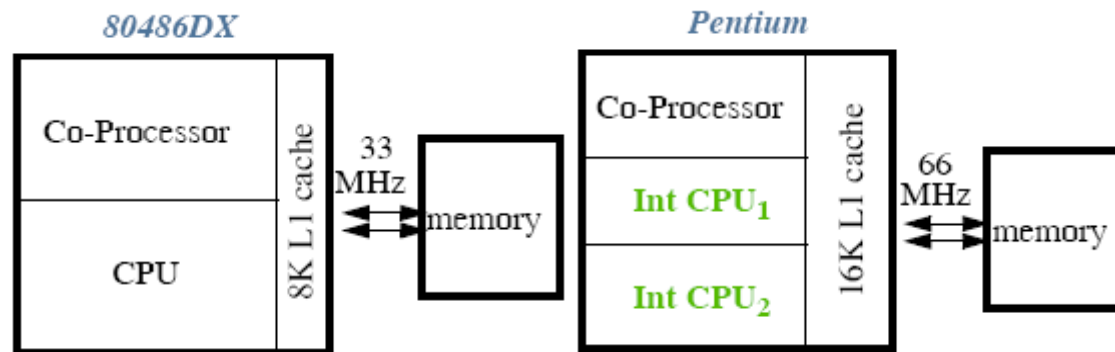 80486DX
Co-Processor
CPU
8K L1 cache
33
MHz
memory
Pentium
Co-Processor
Int CPU1
Int CPU2
16K L1 cache
66
MHz
memory